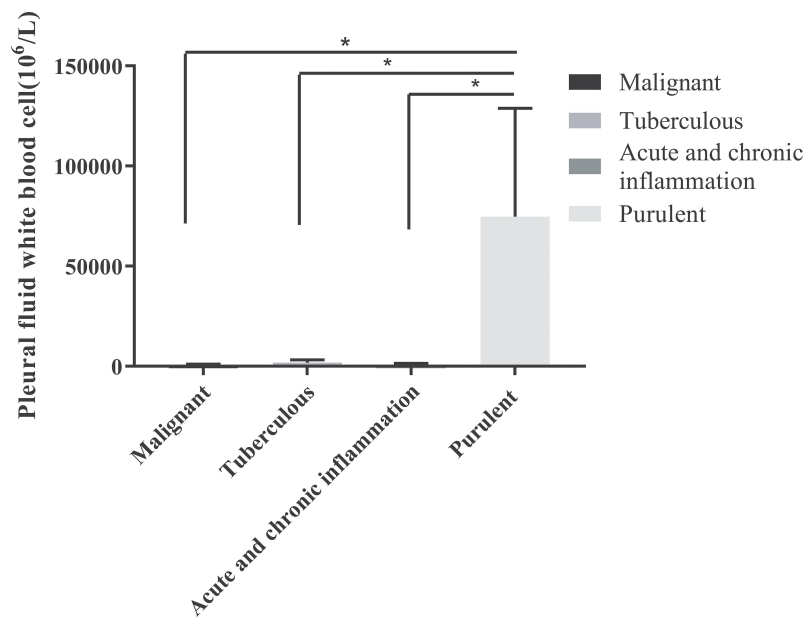 Pleural fluid white blood cell(10⁶/L)
150000
100000
50000
0
*
*
*
Malignant
Tuberculous
Acute and chronic inflammation
Purulent
Malignant
Tuberculous
Acute and chronic
inflammation
Purulent